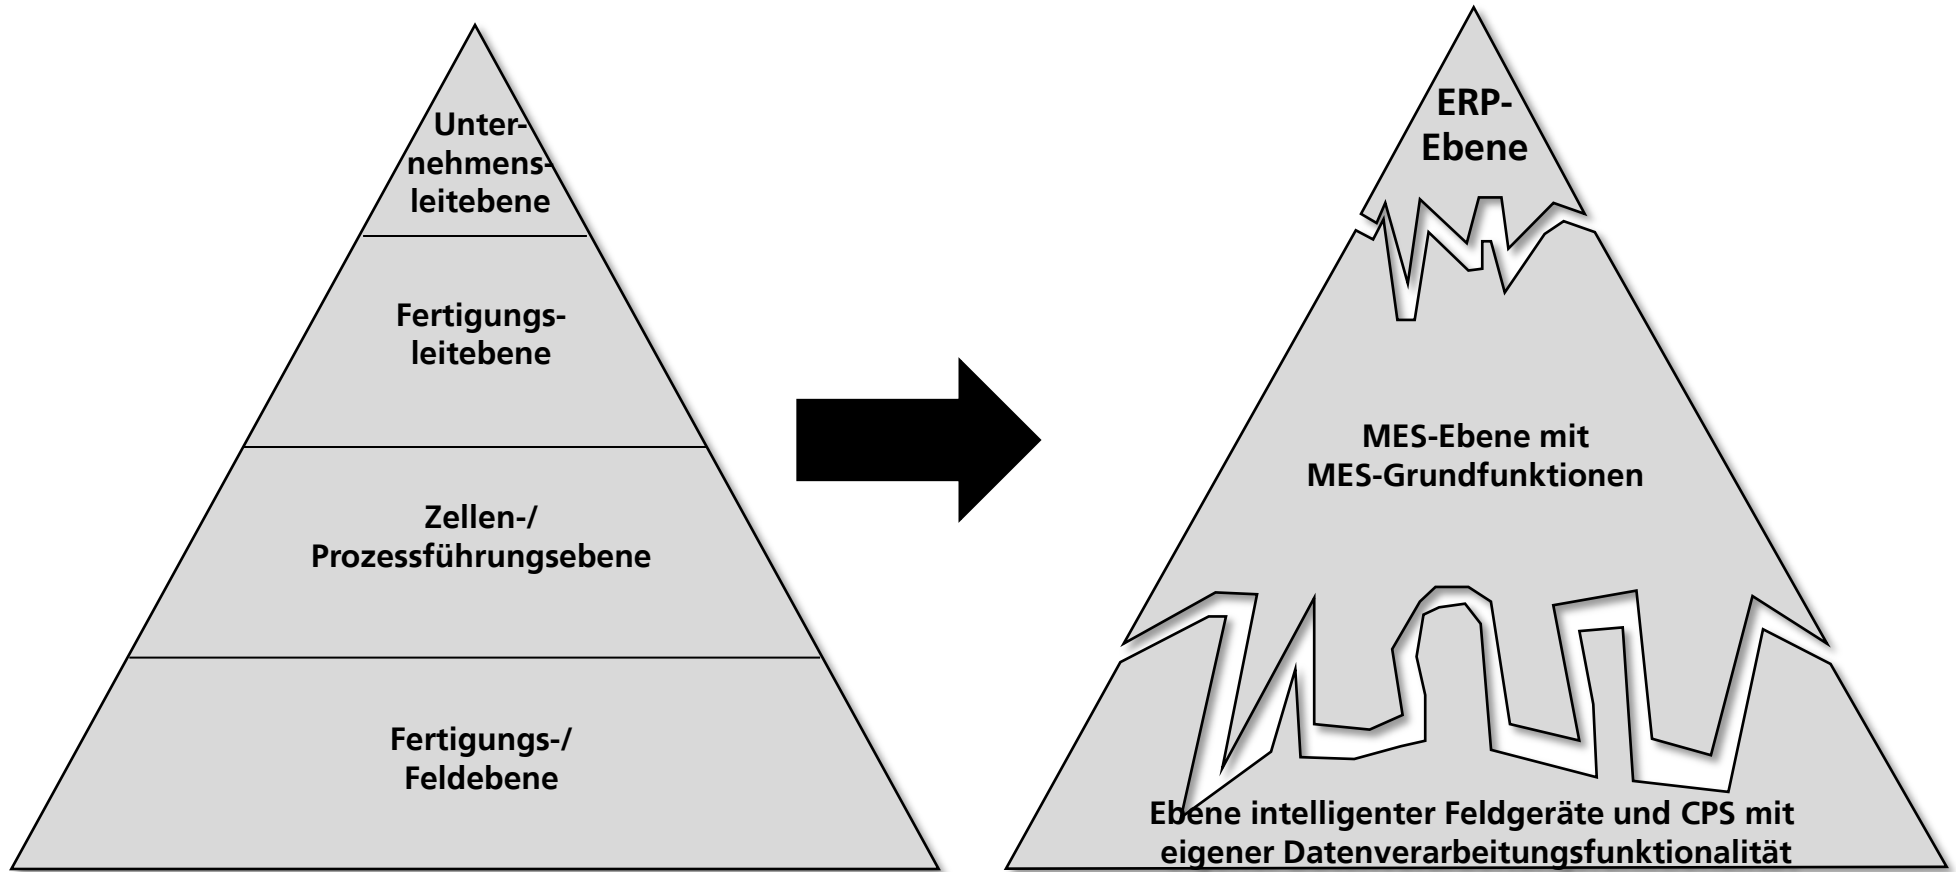 Unter-
nehmens-
leitebene
Fertigungs-
leitebene
Zellen-/
Prozessführungsebene
Fertigungs-/
Feldebene
ERP-
Ebene
MES-Ebene mit
MES-Grundfunktionen
Ebene intelligenter Feldgeräte und CPS mit
eigener Datenverarbeitungsfunktionalität